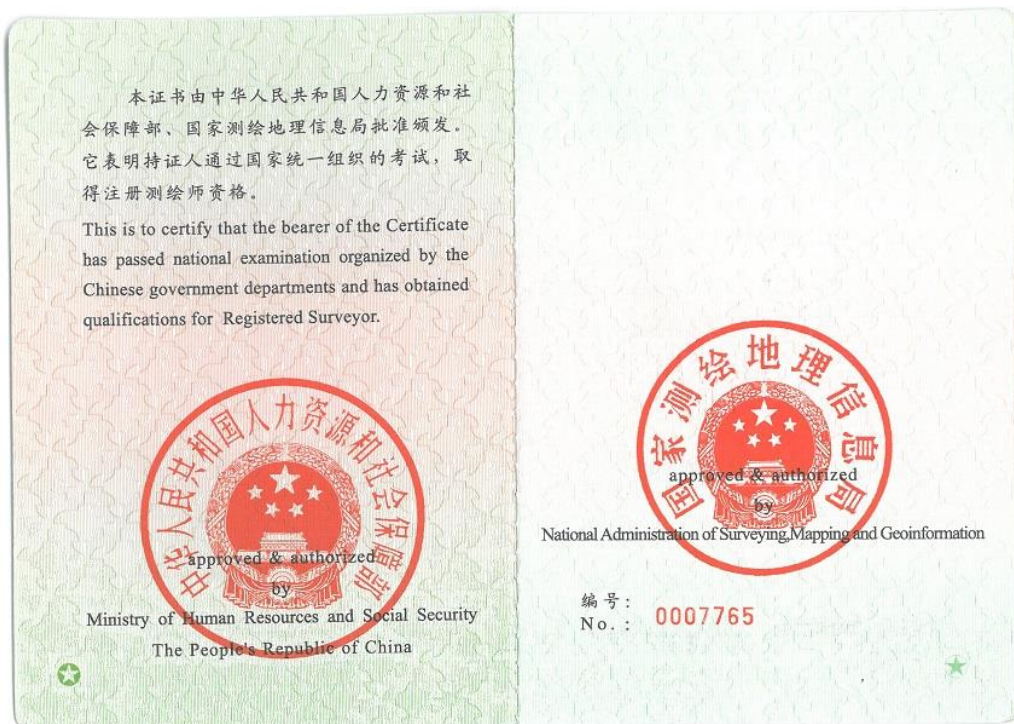 本证书由中华人民共和国人力资源和社
会保障部、国家测绘地理信息局批准颁发。
它表明持证人通过国家统一组织的考试，取
得注册测绘师资格。
This is to certify that the bearer of the Certificate
has passed national examination organized by the
Chinese government departments and has obtained
qualifications for Registered Surveyor.
中华人民共和国人力资源和社会保障部
approved & authorized
by
Ministry of Human Resources and Social Security
The People's Republic of China
国家测绘地理信息局
approved & authorized
by
National Administration of Surveying,Mapping and Geoinformation
编号：
No.： 0007765